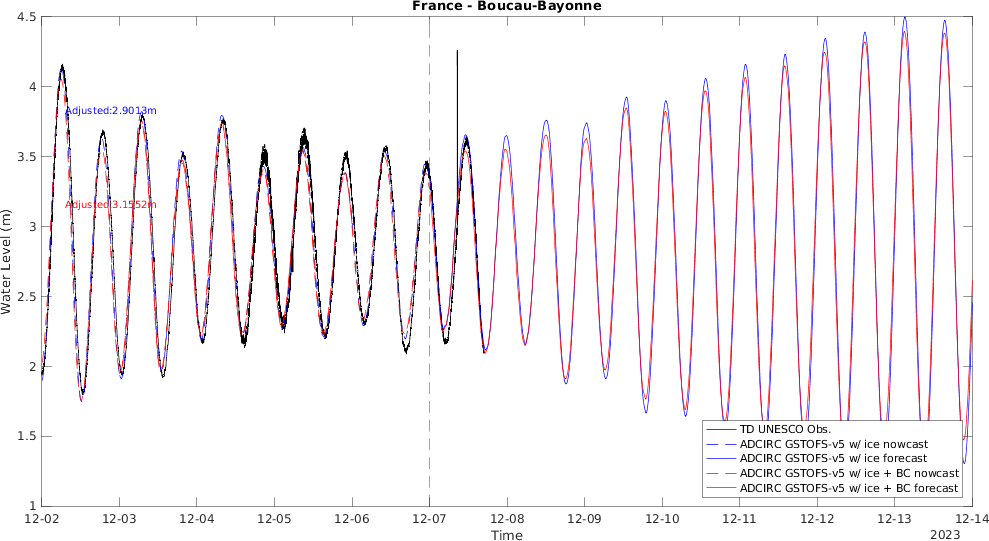 France - Boucau-Bayonne
4.5
4
3.5
3
2.5
2
1.5
1
Water Level (m)
Adjusted:2.9013m
Adjusted:3.1552m
TD UNESCO Obs.
ADCIRC GSTOFS-v5 w/ ice nowcast
ADCIRC GSTOFS-v5 w/ ice forecast
ADCIRC GSTOFS-v5 w/ ice + BC nowcast
ADCIRC GSTOFS-v5 w/ ice + BC forecast
12-02 12-03 12-04 12-05 12-06 12-07 12-08 12-09 12-10 12-11 12-12 12-13 12-14
Time
2023